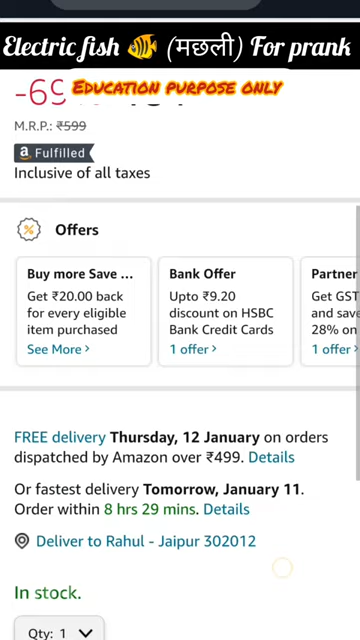 Electric fish 🐠 (मछली) For prank
Education purpose only
M.R.P.: ₹599
a Fulfilled
Inclusive of all taxes
Offers
Buy more Save ...
Get ₹20.00 back
for every eligible
item purchased
See More >
Bank Offer
Upto ₹9.20
discount on HSBC
Bank Credit Cards
1 offer >
Partner
Get GST
and save
28% on
1 offer >
FREE delivery Thursday, 12 January on orders
dispatched by Amazon over ₹499. Details
Or fastest delivery Tomorrow, January 11.
Order within 8 hrs 29 mins. Details
Deliver to Rahul - Jaipur 302012
In stock.
Qty: 1